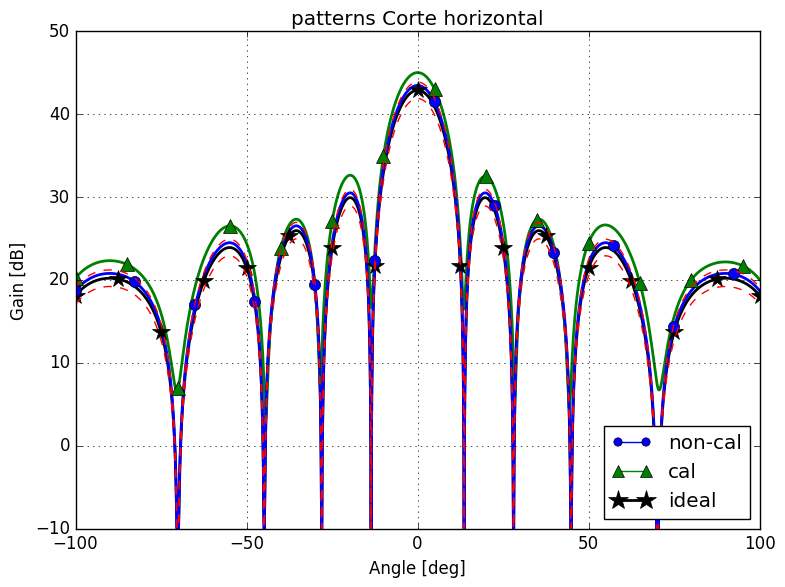 patterns Corte horizontal
Gain [dB]
50
40
30
20
10
0
−10
−100
−50
0
50
100
Angle [deg]
non-cal
cal
ideal